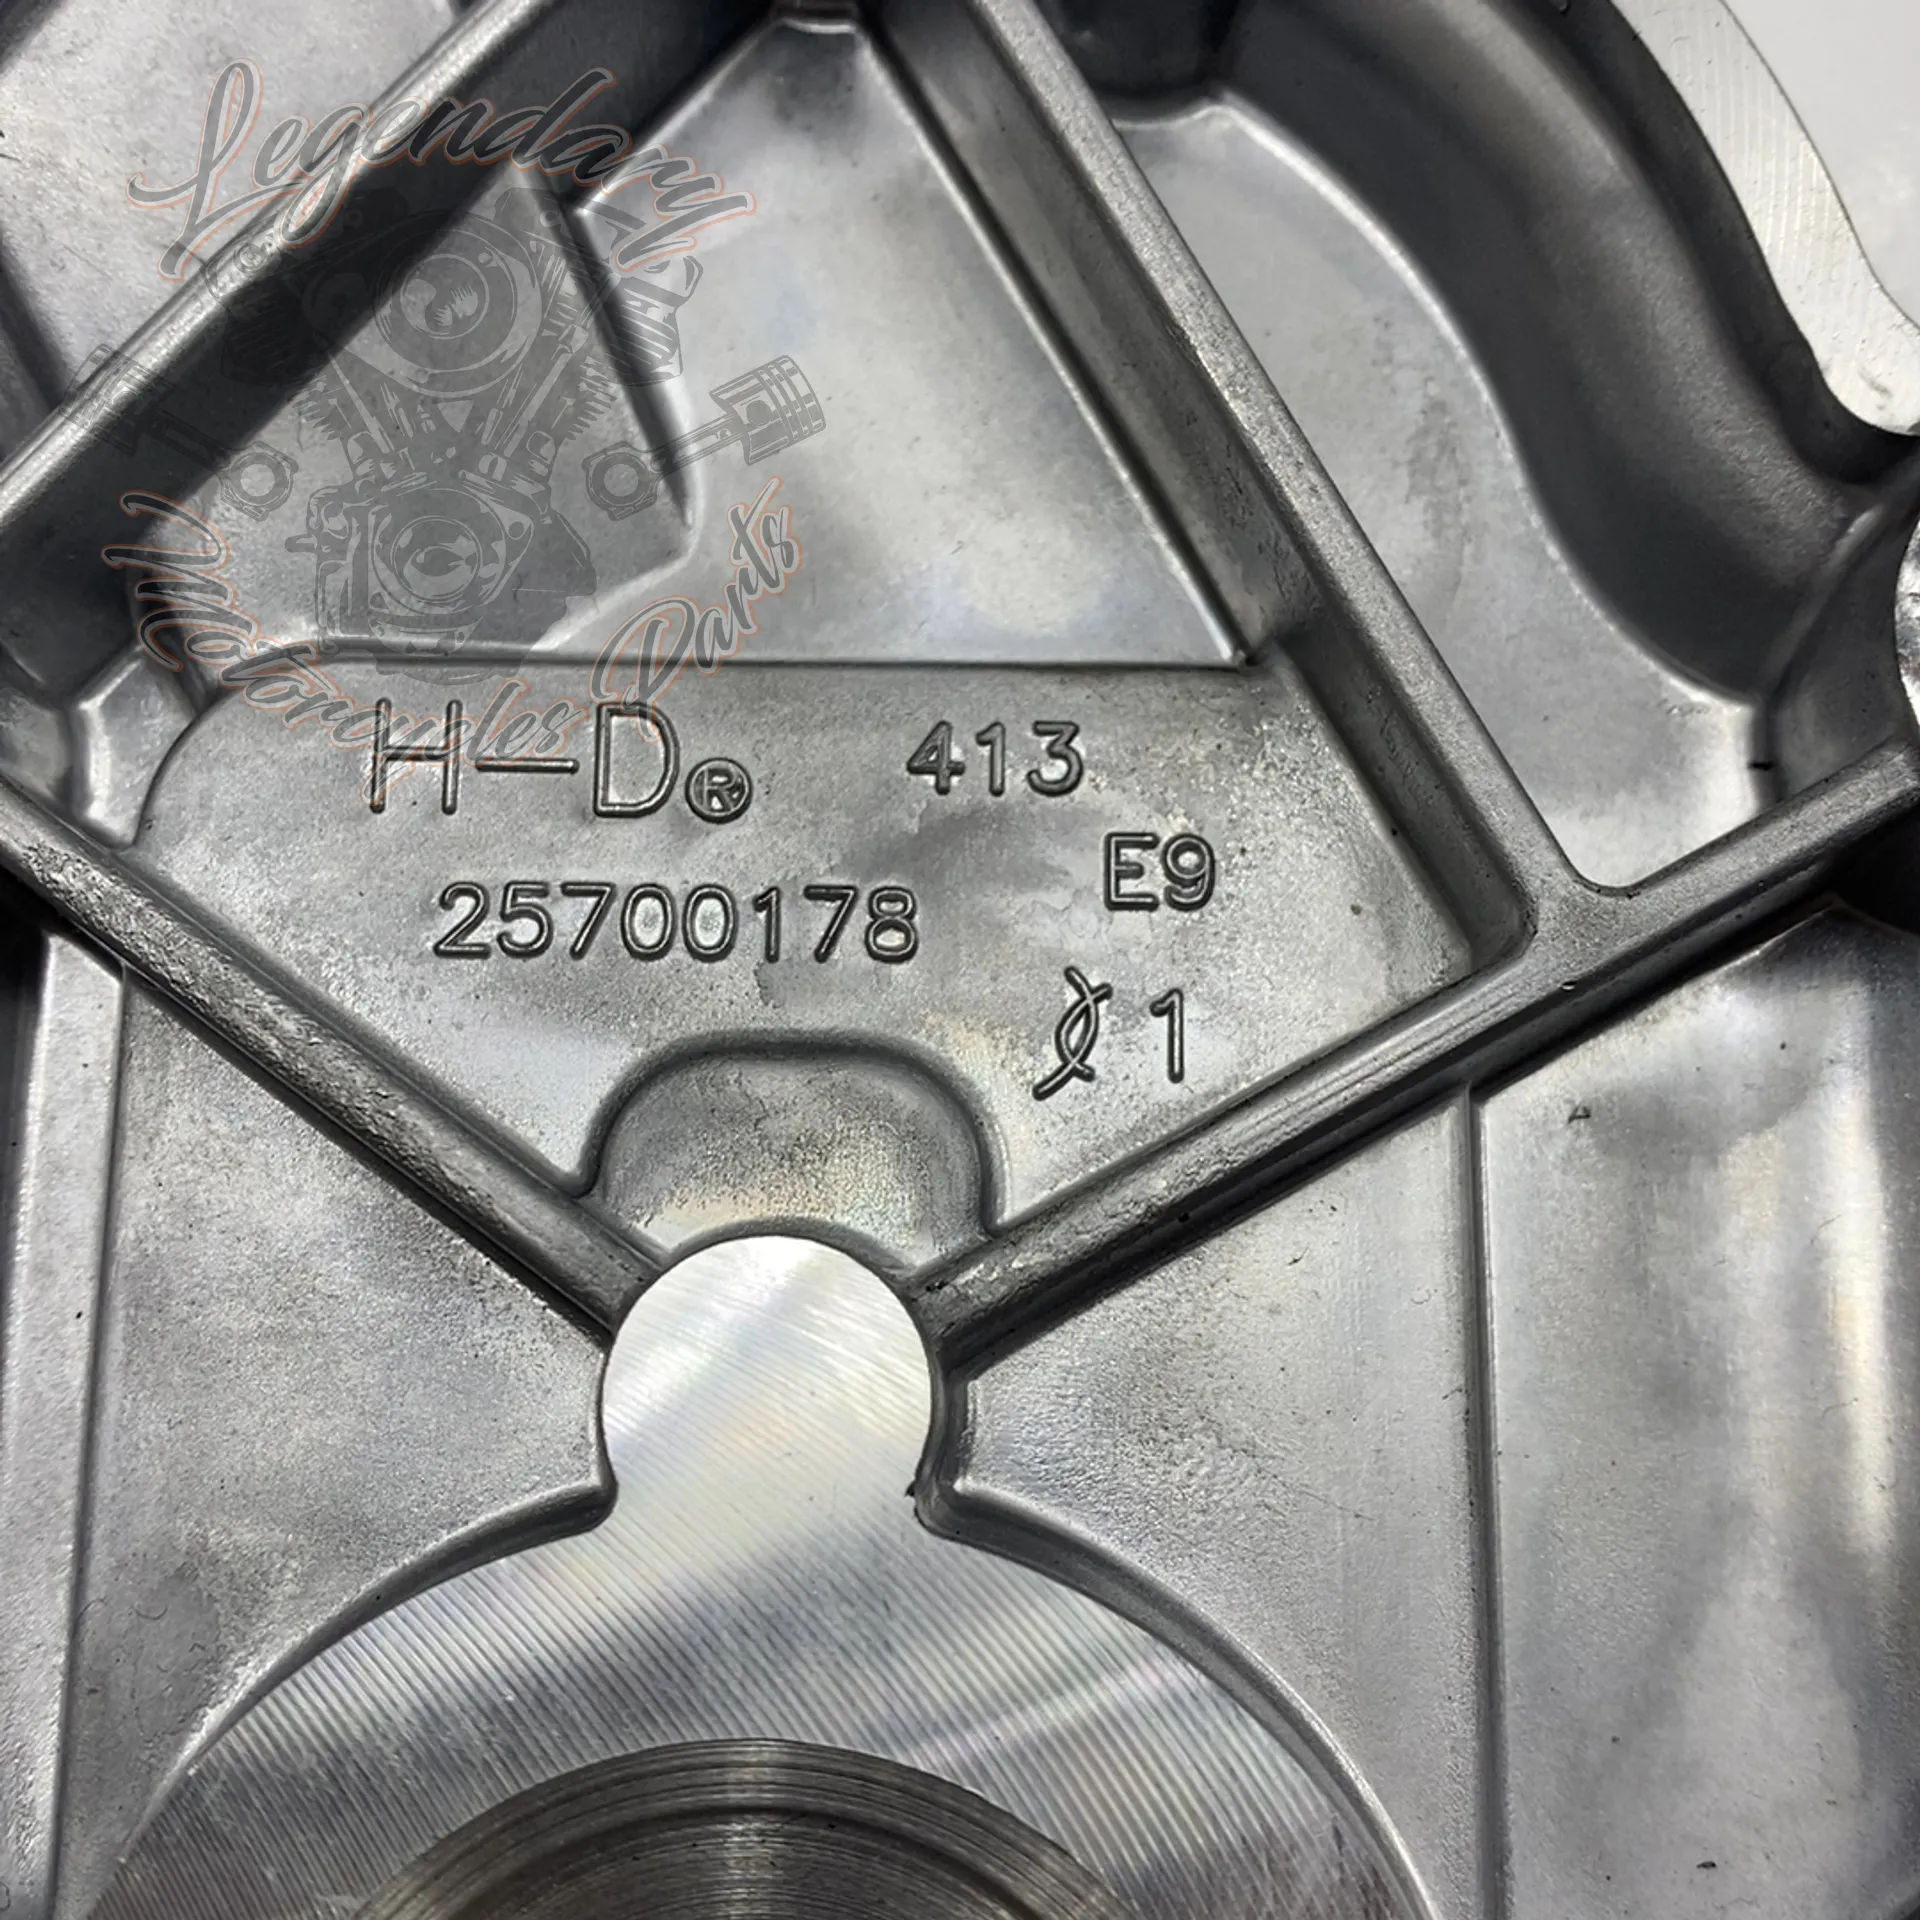 Legendary
Motorcycles Parts
H-D® 413
E9
25700178
1